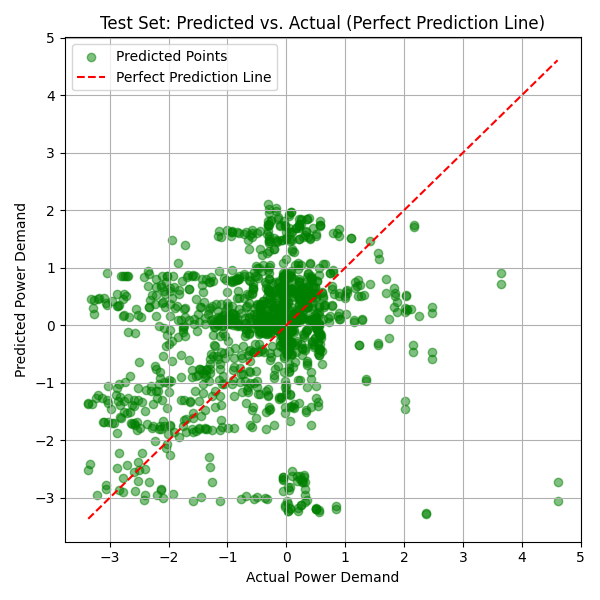 Test Set: Predicted vs. Actual (Perfect Prediction Line)
Predicted Points
Perfect Prediction Line
5
4
3
2
1
0
−1
−2
−3
Predicted Power Demand
−3 −2 −1 0 1 2 3 4 5
Actual Power Demand